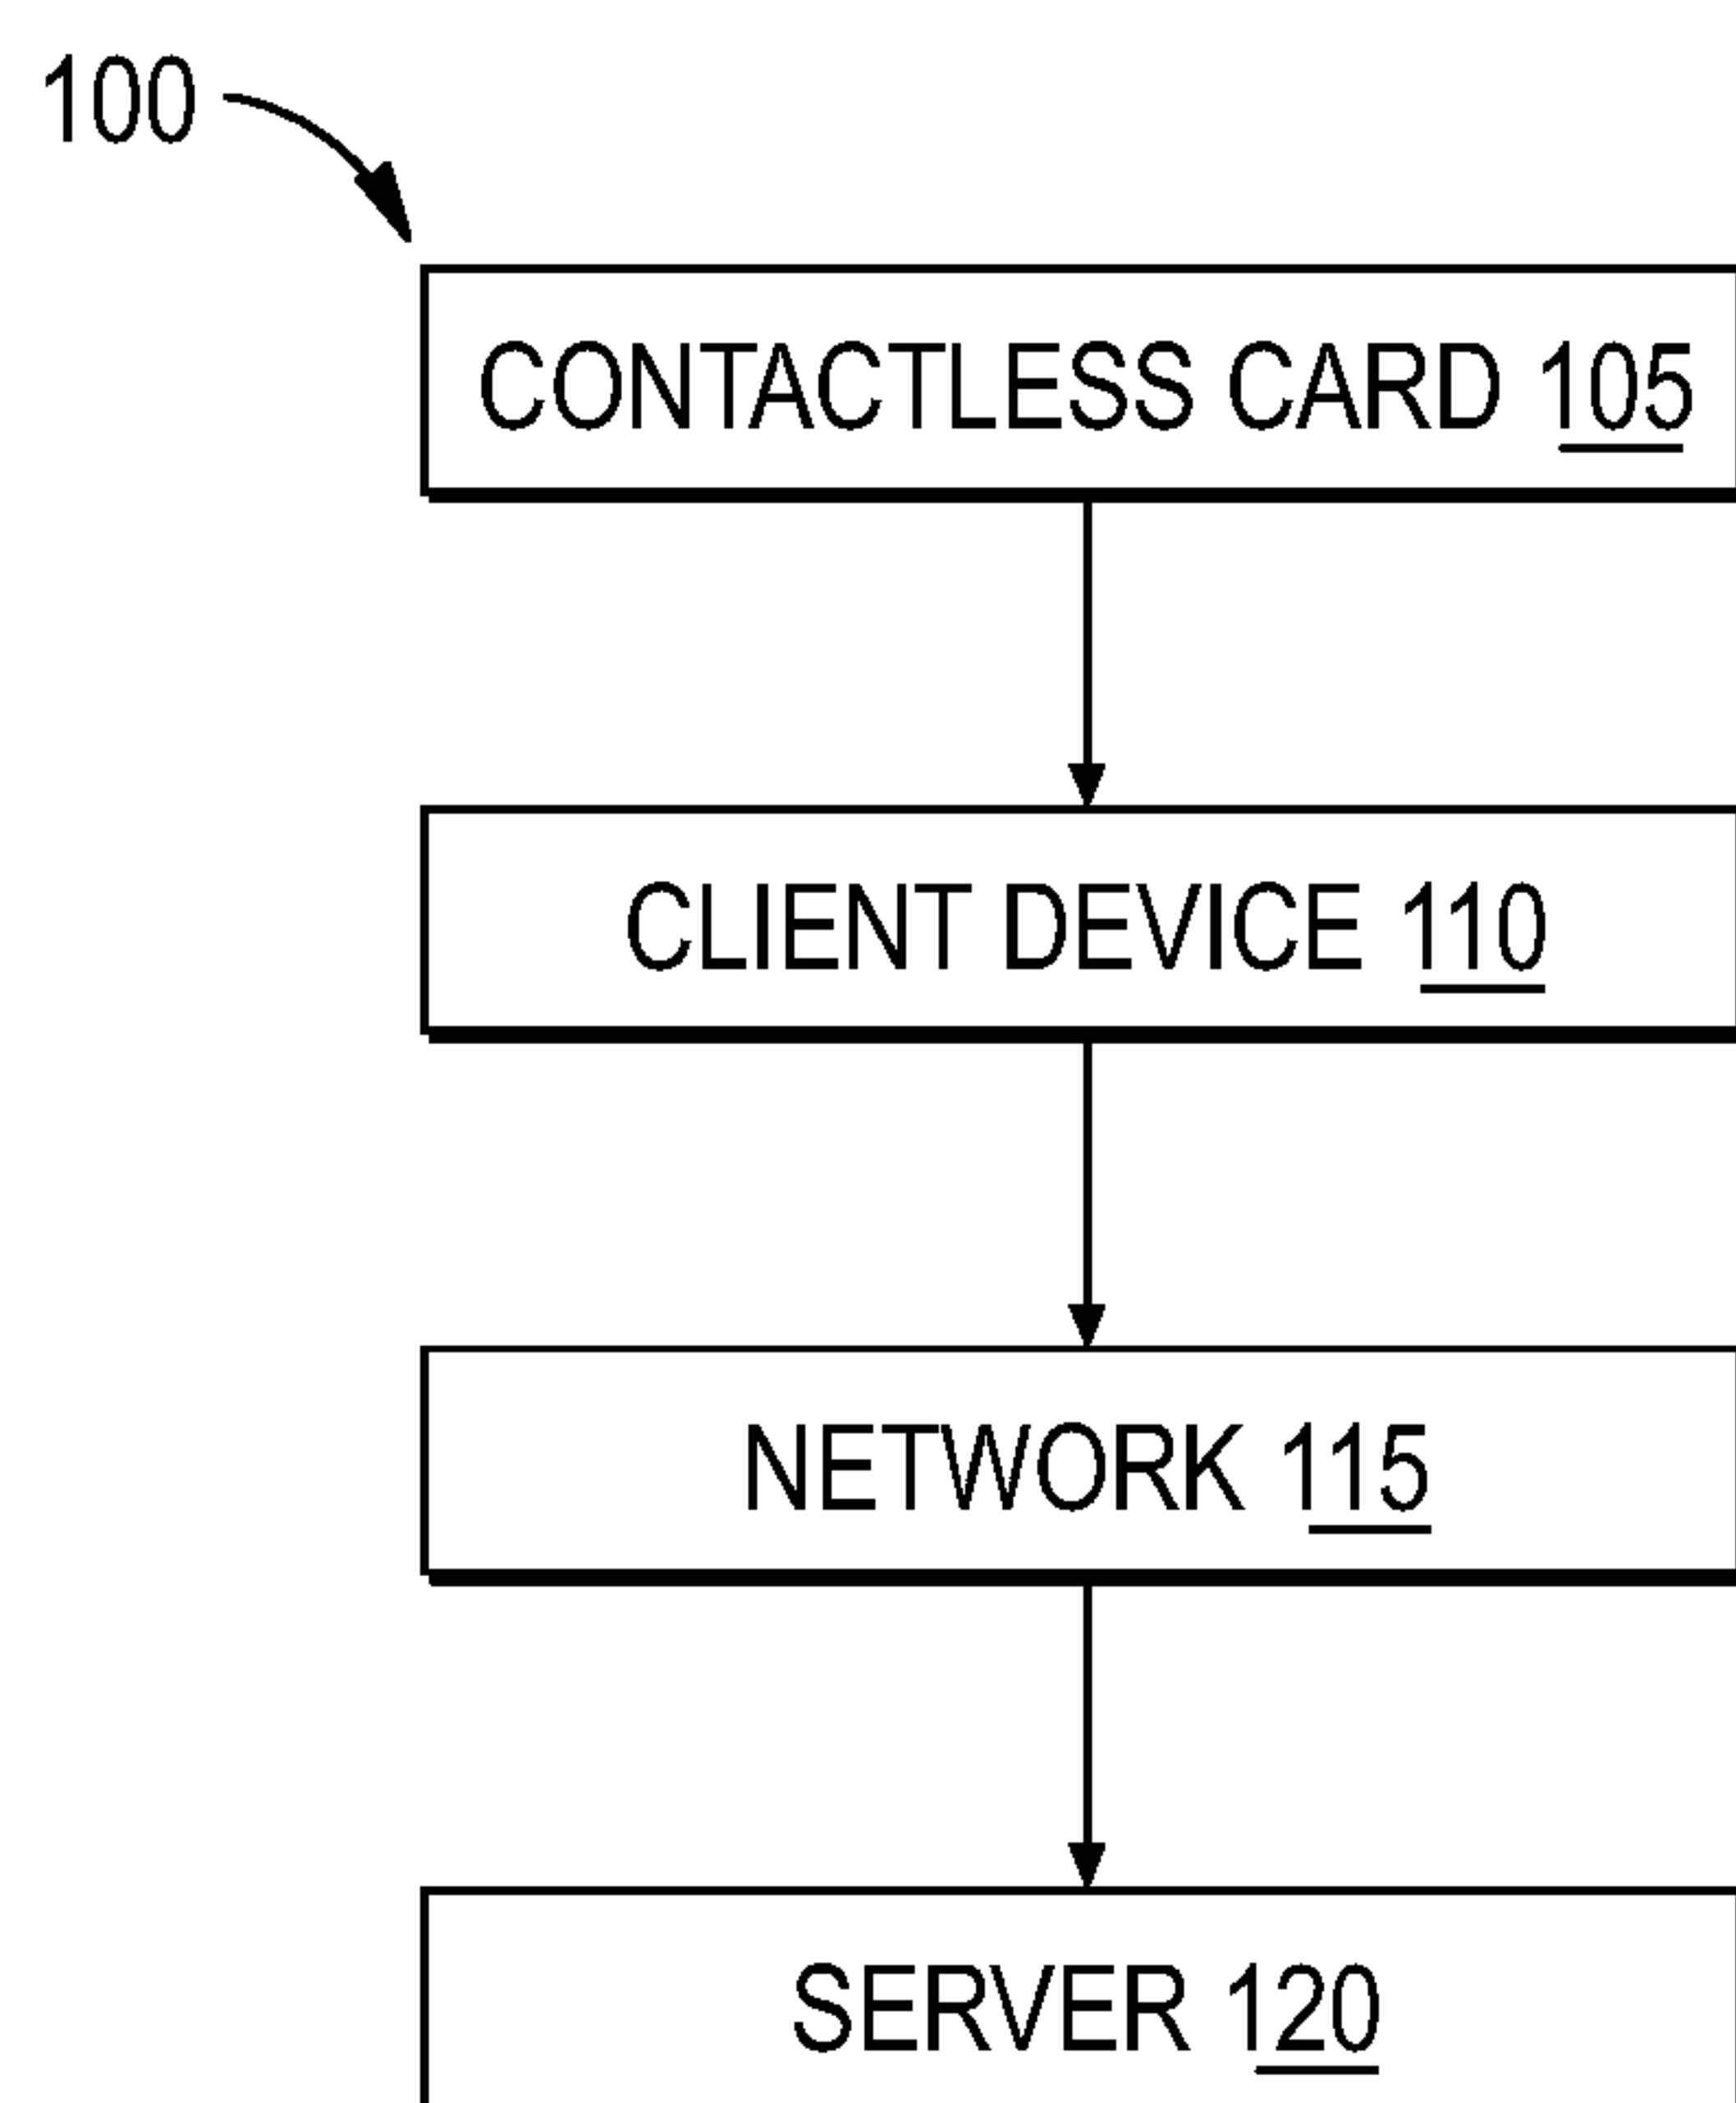 100
CONTACTLESS CARD 105
CLIENT DEVICE 110
NETWORK 115
SERVER 120